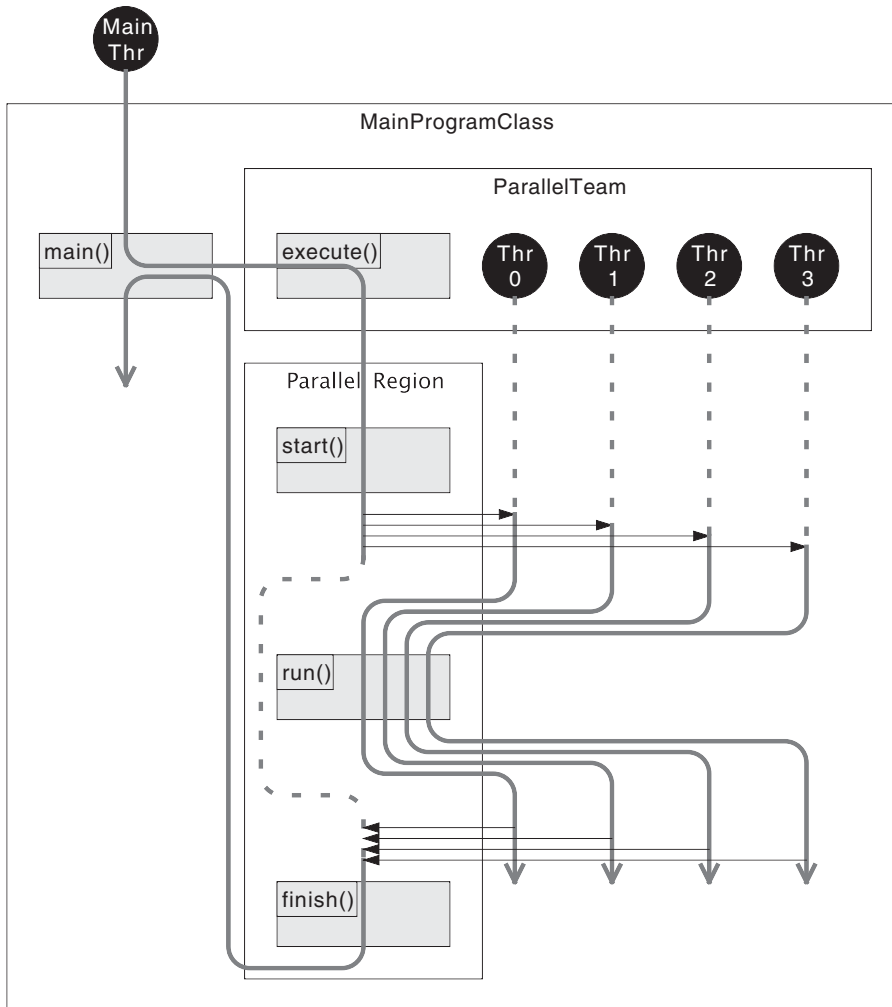 Main
Thr
MainProgramClass
ParallelTeam
main()
execute()
Thr
0
Thr
1
Thr
2
Thr
3
Parallel Region
start()
run()
finish()